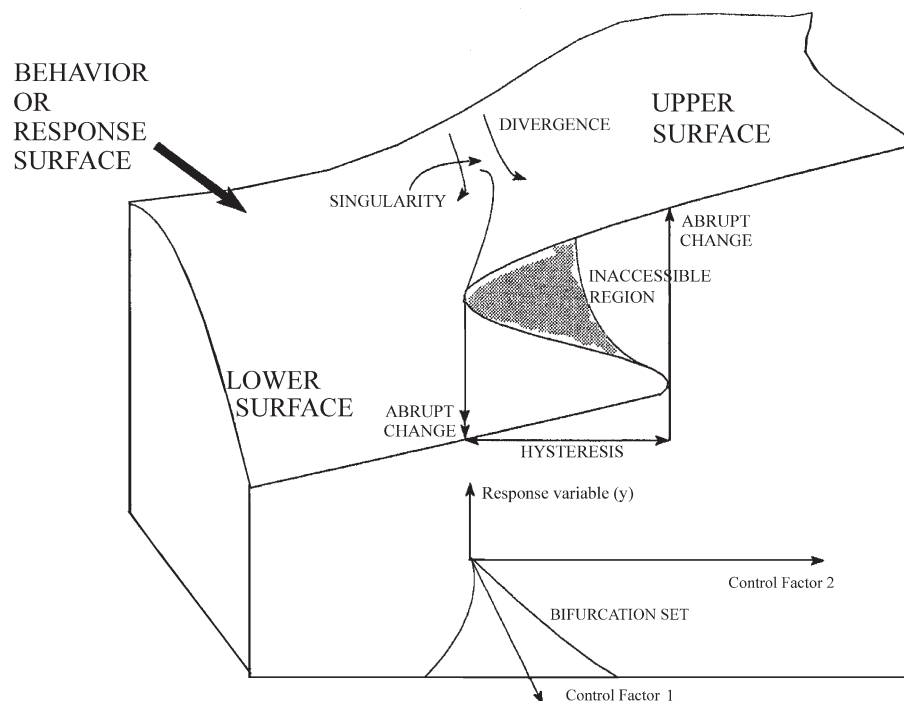 BEHAVIOR
OR
RESPONSE
SURFACE
DIVERGENCE
UPPER
SURFACE
SINGULARITY
ABRUPT
CHANGE
INACCESSIBLE
REGION
LOWER
SURFACE
ABRUPT
CHANGE
HYSTERESIS
Response variable (y)
Control Factor 2
BIFURCATION SET
Control Factor 1